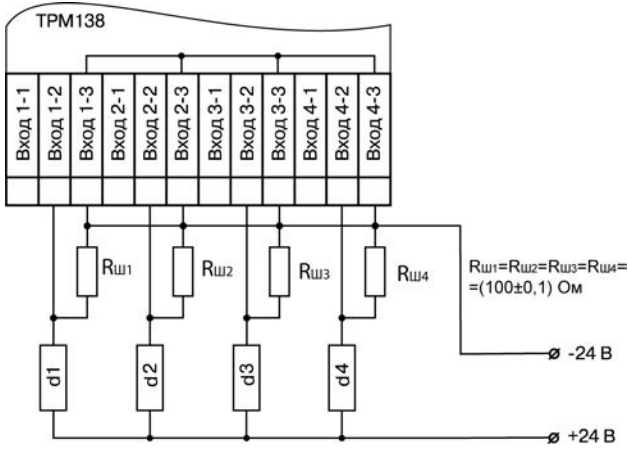 ТРМ138
Вход 1-1
Вход 1-2
Вход 1-3
Вход 2-1
Вход 2-2
Вход 2-3
Вход 3-1
Вход 3-2
Вход 3-3
Вход 4-1
Вход 4-2
Вход 4-3
Rш1
Rш2
Rш3
Rш4
Rш1=Rш2=Rш3=Rш4=
=(100±0,1) Ом
d1
d2
d3
d4
-24 В
+24 В